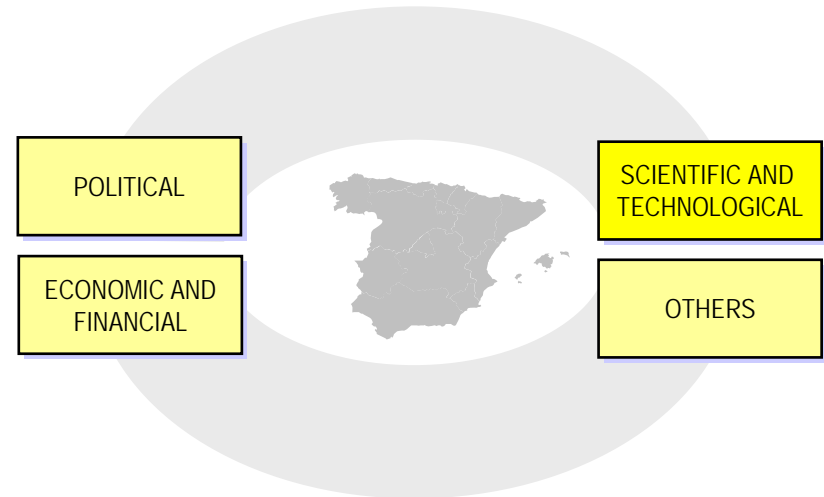 POLITICAL
ECONOMIC AND
FINANCIAL
SCIENTIFIC AND
TECHNOLOGICAL
OTHERS